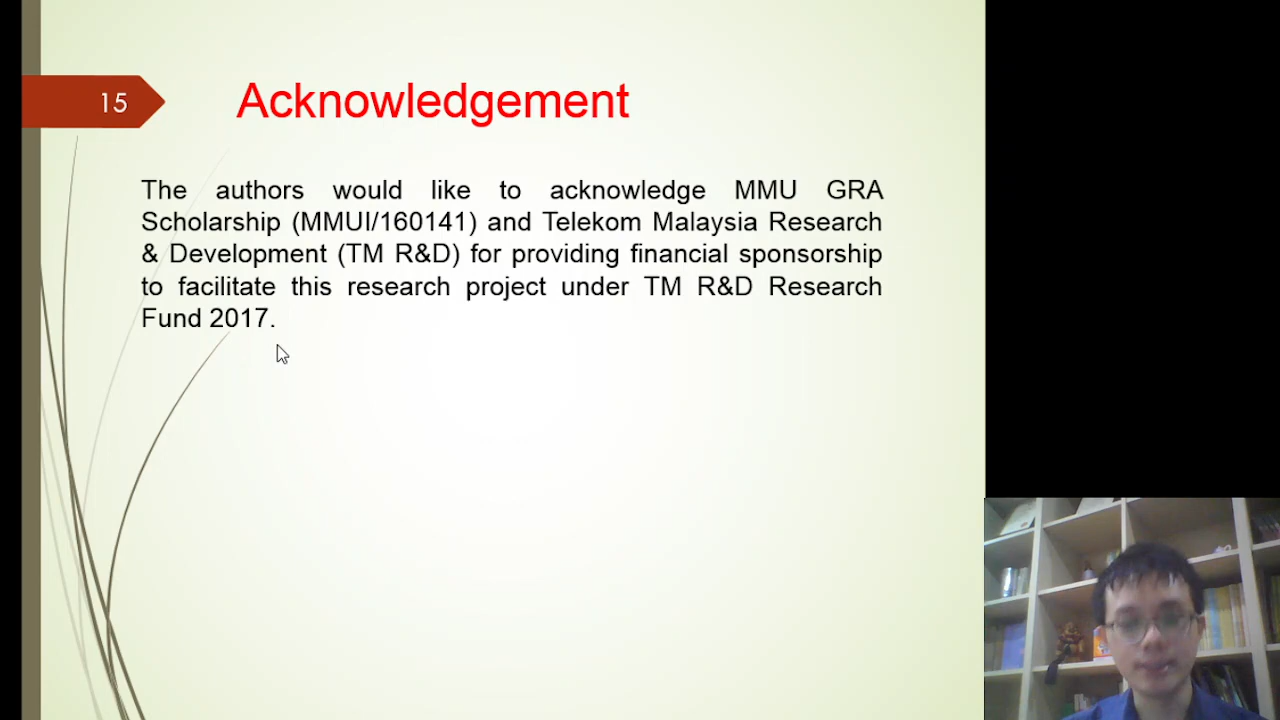 15
Acknowledgement
The authors would like to acknowledge MMU GRA
Scholarship (MMUI/160141) and Telekom Malaysia Research
& Development (TM R&D) for providing financial sponsorship
to facilitate this research project under TM R&D Research
Fund 2017.